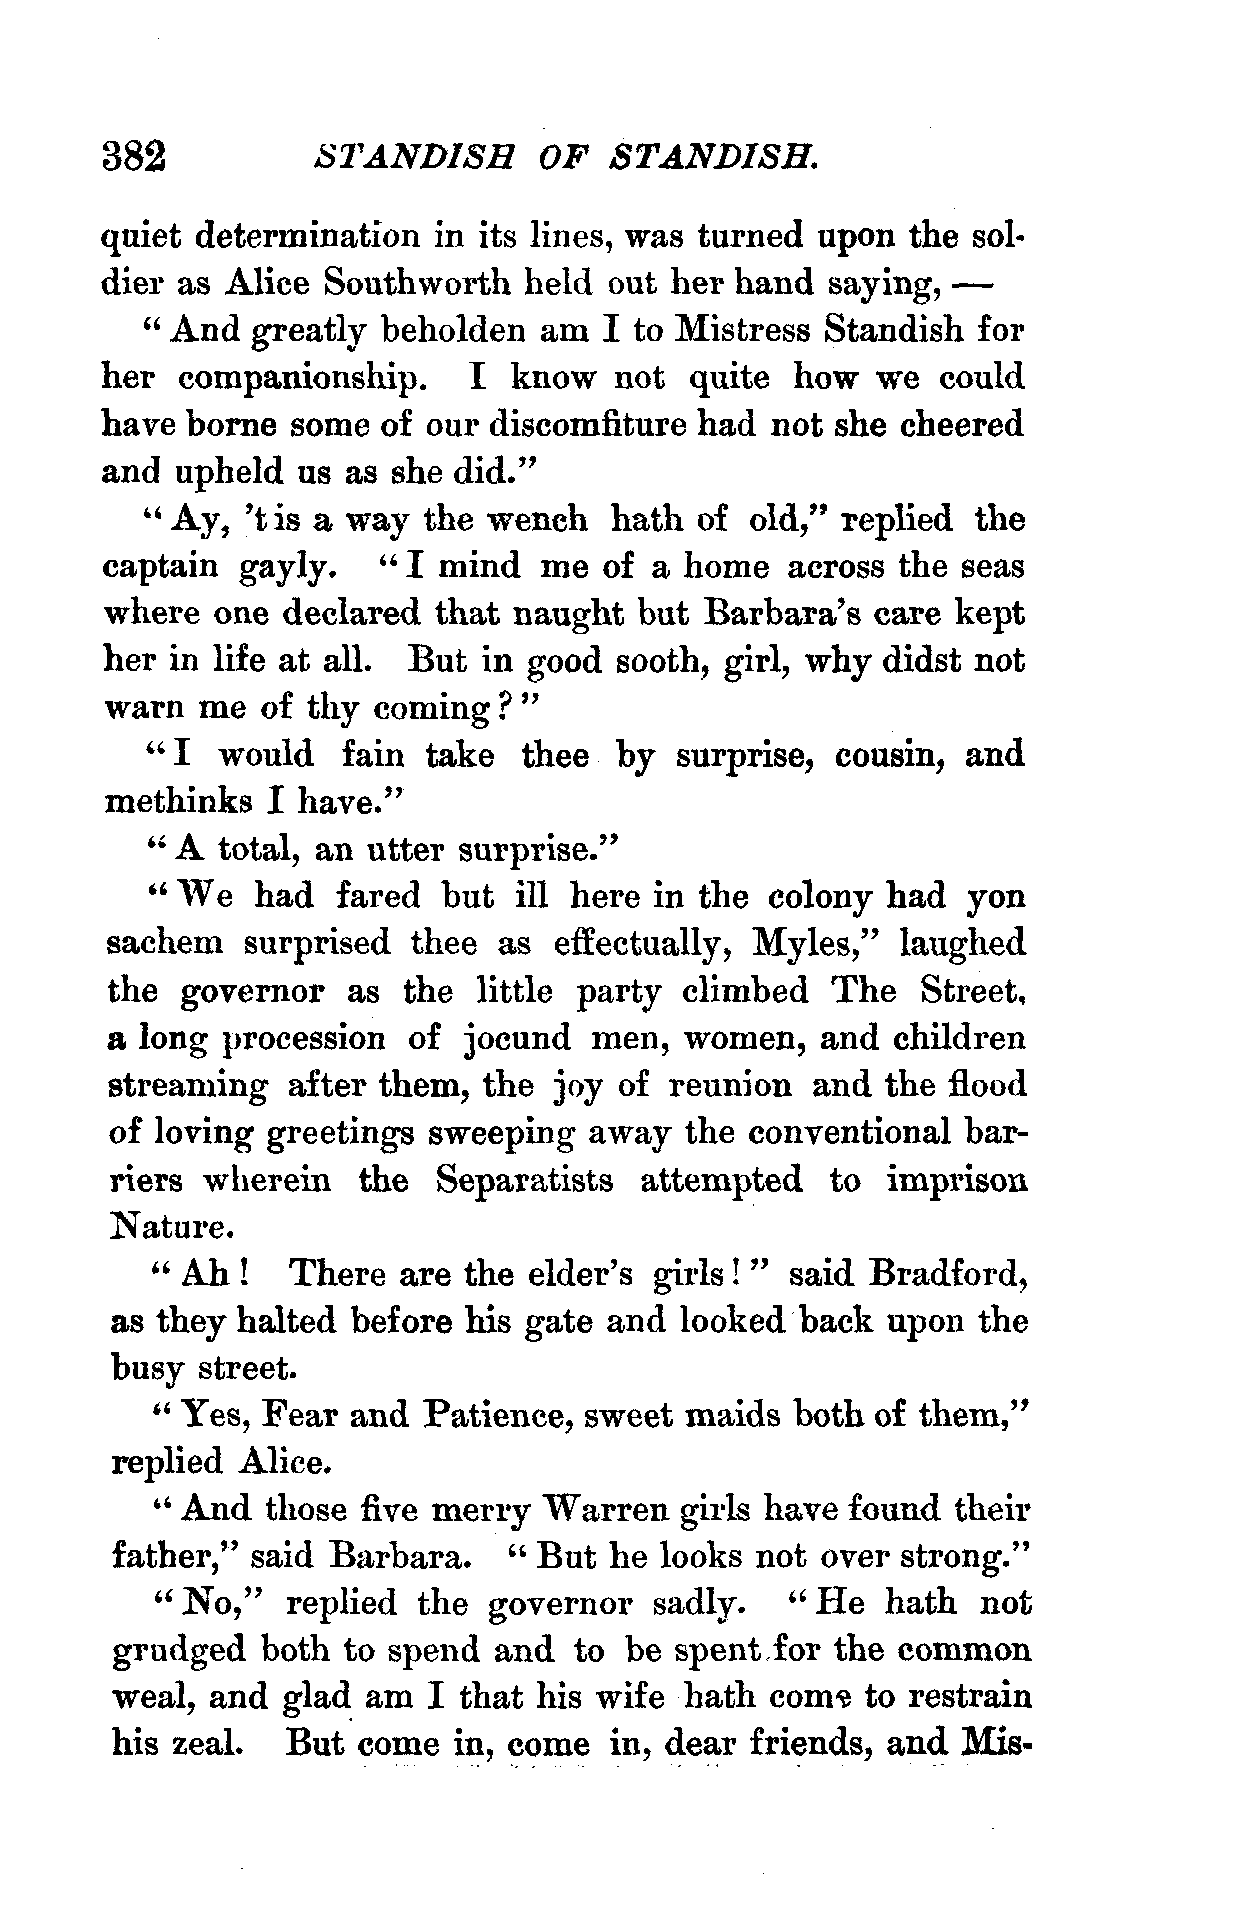 382 STANDISH OF STANDISH.
quiet determination in its lines, was turned upon the sol-
dier as Alice Southworth held out her hand saying, —
“ And greatly beholden am I to Mistress Standish for
her companionship. I know not quite how we could
have borne some of our discomfiture had not she cheered
and upheld us as she did.”
“ Ay, ’t is a way the wench hath of old,” replied the
captain gayly. “ I mind me of a home across the seas
where one declared that naught but Barbara’s care kept
her in life at all. But in good sooth, girl, why didst not
warn me of thy coming ? ”
“ I would fain take thee by surprise, cousin, and
methinks I have.”
“ A total, an utter surprise.”
“ We had fared but ill here in the colony had yon
sachem surprised thee as effectually, Myles,” laughed
the governor as the little party climbed The Street,
a long procession of jocund men, women, and children
streaming after them, the joy of reunion and the flood
of loving greetings sweeping away the conventional bar-
riers wherein the Separatists attempted to imprison
Nature.
“ Ah ! There are the elder’s girls ! ” said Bradford,
as they halted before his gate and looked back upon the
busy street.
“ Yes, Fear and Patience, sweet maids both of them,”
replied Alice.
“ And those five merry Warren girls have found their
father,” said Barbara. “ But he looks not over strong.”
“ No,” replied the governor sadly. “ He hath not
grudged both to spend and to be spent for the common
weal, and glad am I that his wife hath come to restrain
his zeal. But come in, come in, dear friends, and Mis-